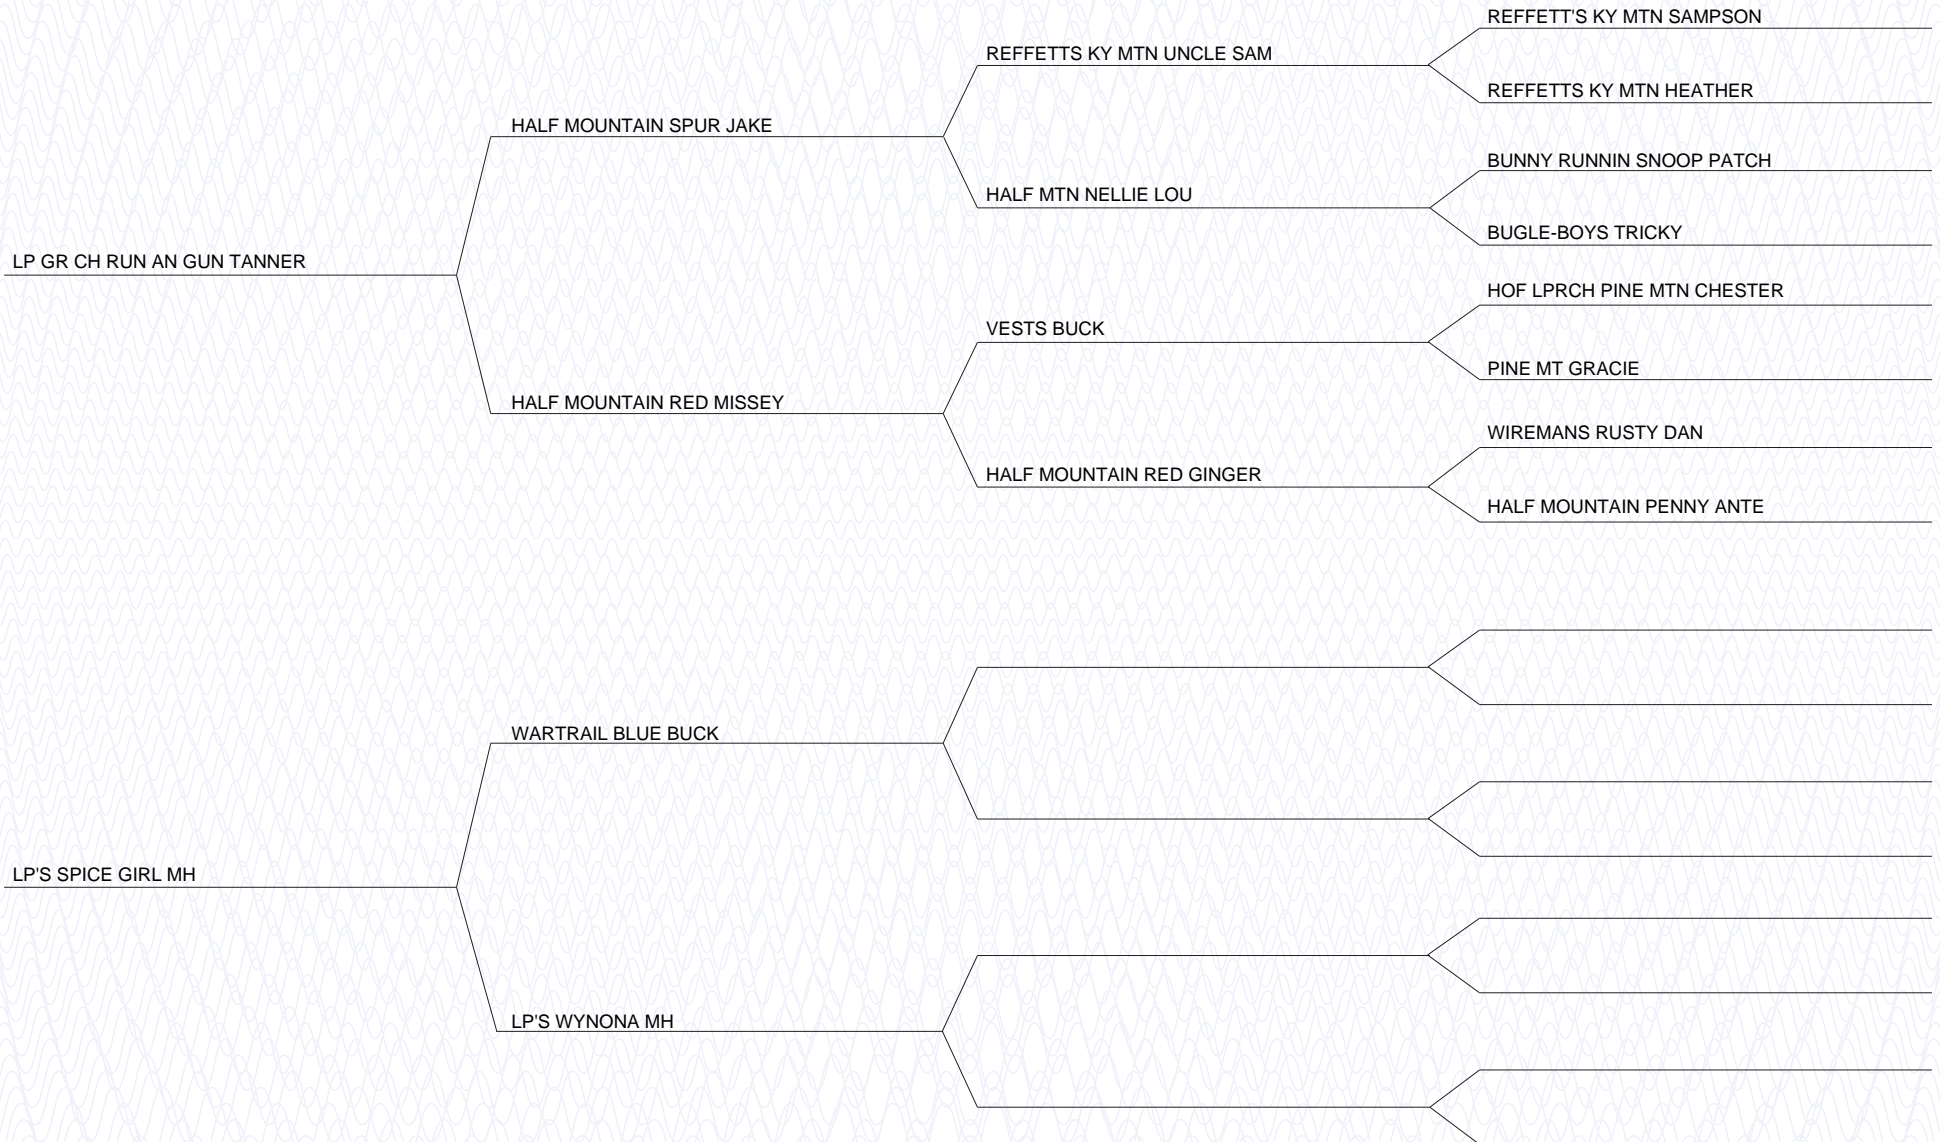 REFFETT'S KY MTN SAMPSON
REFFETTS KY MTN UNCLE SAM
REFFETTS KY MTN HEATHER
HALF MOUNTAIN SPUR JAKE
BUNNY RUNNIN SNOOP PATCH
HALF MTN NELLIE LOU
BUGLE-BOYS TRICKY
LP GR CH RUN AN GUN TANNER
HOF LPRCH PINE MTN CHESTER
VESTS BUCK
PINE MT GRACIE
HALF MOUNTAIN RED MISSEY
WIREMANS RUSTY DAN
HALF MOUNTAIN RED GINGER
HALF MOUNTAIN PENNY ANTE
WARTRAIL BLUE BUCK
LP'S SPICE GIRL MH
LP'S WYNONA MH